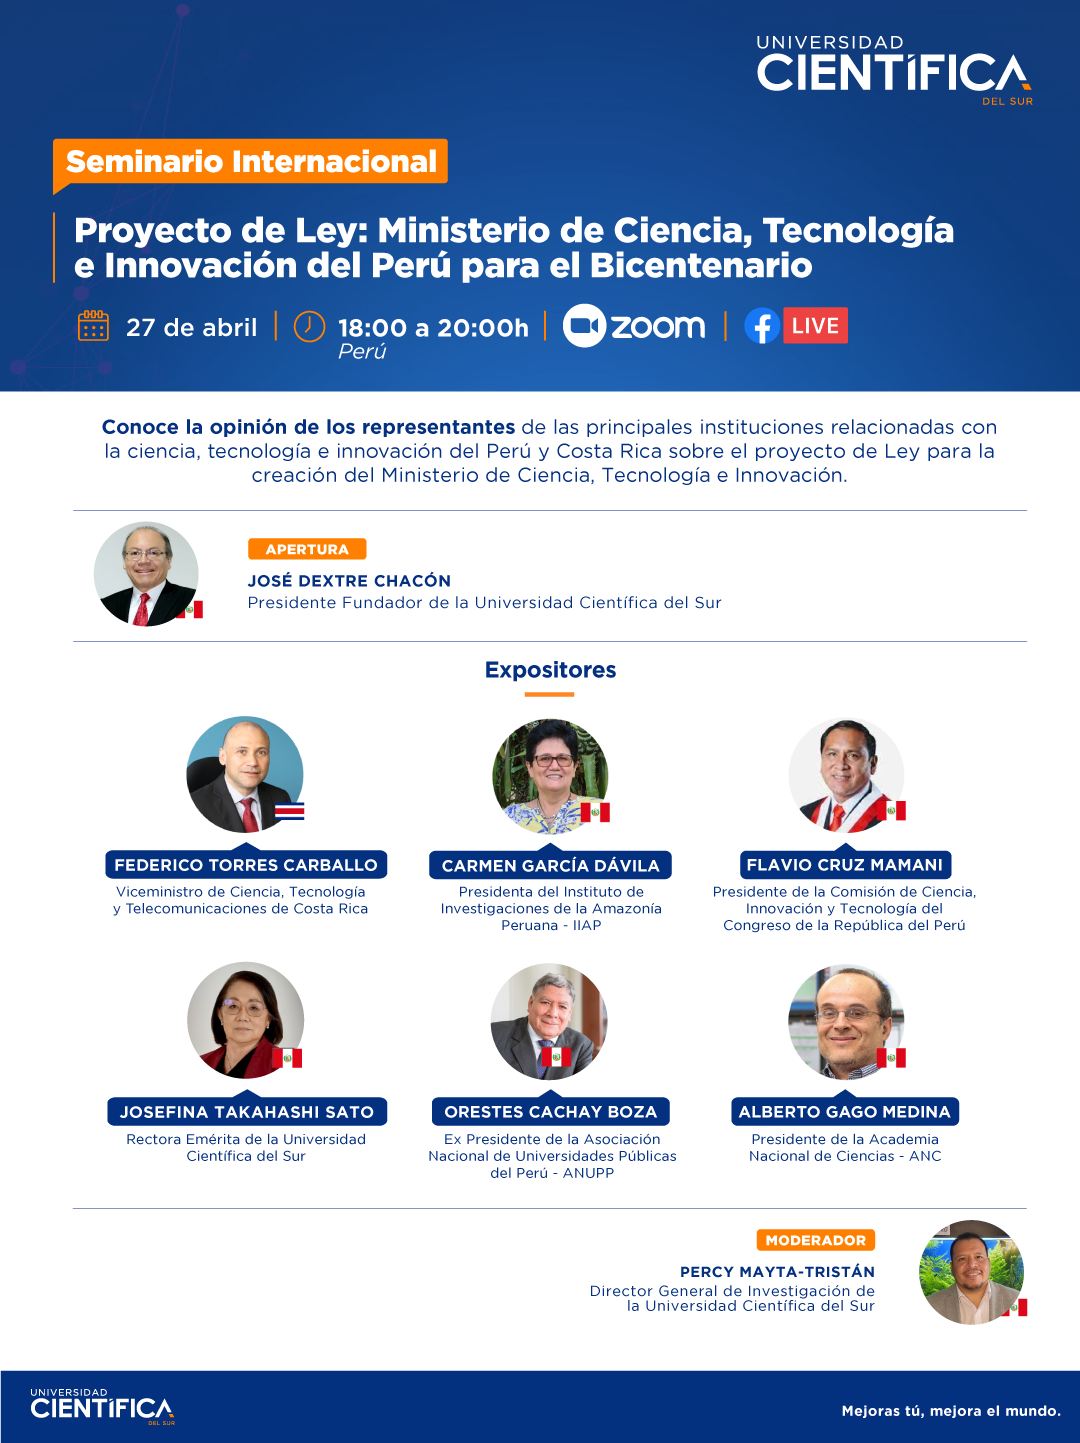 UNIVERSIDAD
CIENTÍFICA
DEL SUR
Seminario Internacional
Proyecto de Ley: Ministerio de Ciencia, Tecnología
e Innovación del Perú para el Bicentenario
27 de abril
18:00 a 20:00h
Perú
zoom
LIVE
Conoce la opinión de los representantes de las principales instituciones relacionadas con
la ciencia, tecnología e innovación del Perú y Costa Rica sobre el proyecto de Ley para la
creación del Ministerio de Ciencia, Tecnología e Innovación.
APERTURA
JOSÉ DEXTRE CHACÓN
Presidente Fundador de la Universidad Científica del Sur
Expositores
FEDERICO TORRES CARBALLO
Viceministro de Ciencia, Tecnología
y Telecomunicaciones de Costa Rica
CARMEN GARCÍA DÁVILA
Presidenta del Instituto de
Investigaciones de la Amazonía
Peruana - IIAP
FLAVIO CRUZ MAMANI
Presidente de la Comisión de Ciencia,
Innovación y Tecnología del
Congreso de la República del Perú
JOSEFINA TAKAHASHI SATO
Rectora Emérita de la Universidad
Científica del Sur
ORESTES CACHAY BOZA
Ex Presidente de la Asociación
Nacional de Universidades Públicas
del Perú - ANUPP
ALBERTO GAGO MEDINA
Presidente de la Academia
Nacional de Ciencias - ANC
MODERADOR
PERCY MAYTA-TRISTÁN
Director General de Investigación de
la Universidad Científica del Sur
UNIVERSIDAD
CIENTÍFICA
DEL SUR
Mejoras tú, mejora el mundo.